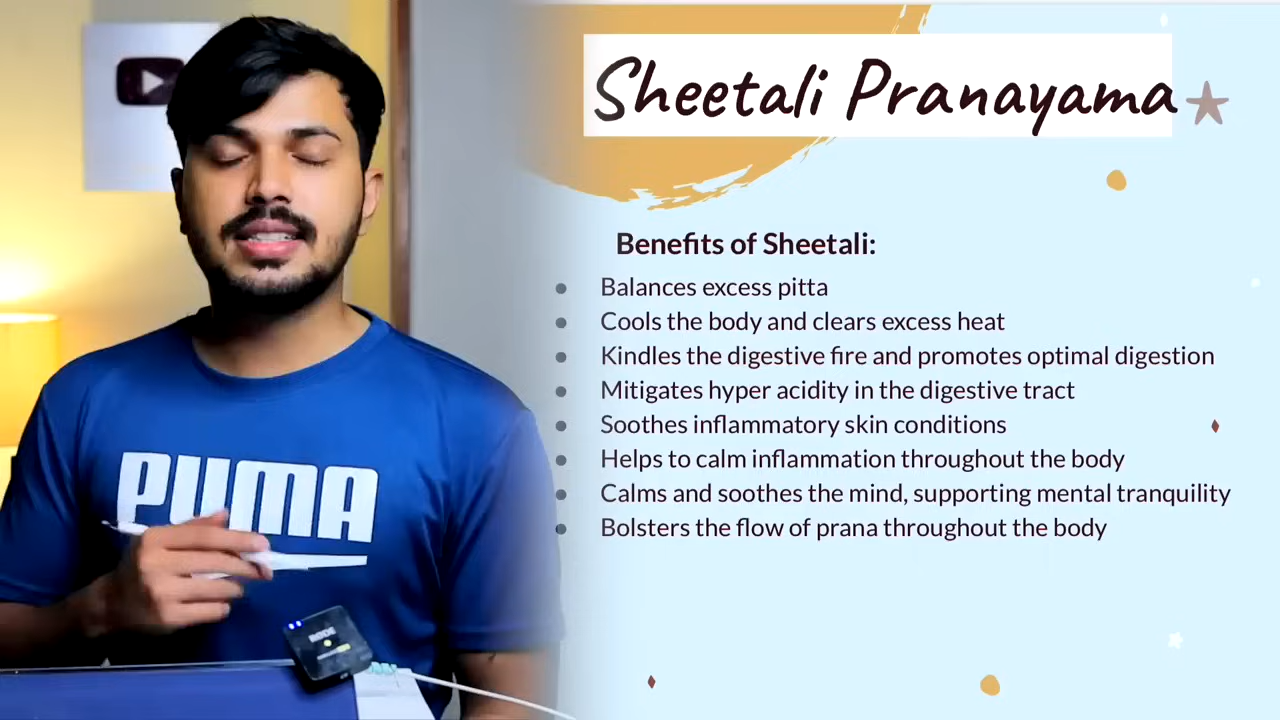 Sheetali Pranayama
Benefits of Sheetali:
Balances excess pitta
Cools the body and clears excess heat
Kindles the digestive fire and promotes optimal digestion
Mitigates hyper acidity in the digestive tract
Soothes inflammatory skin conditions
Helps to calm inflammation throughout the body
Calms and soothes the mind, supporting mental tranquility
Bolsters the flow of prana throughout the body
PUMA
RODE